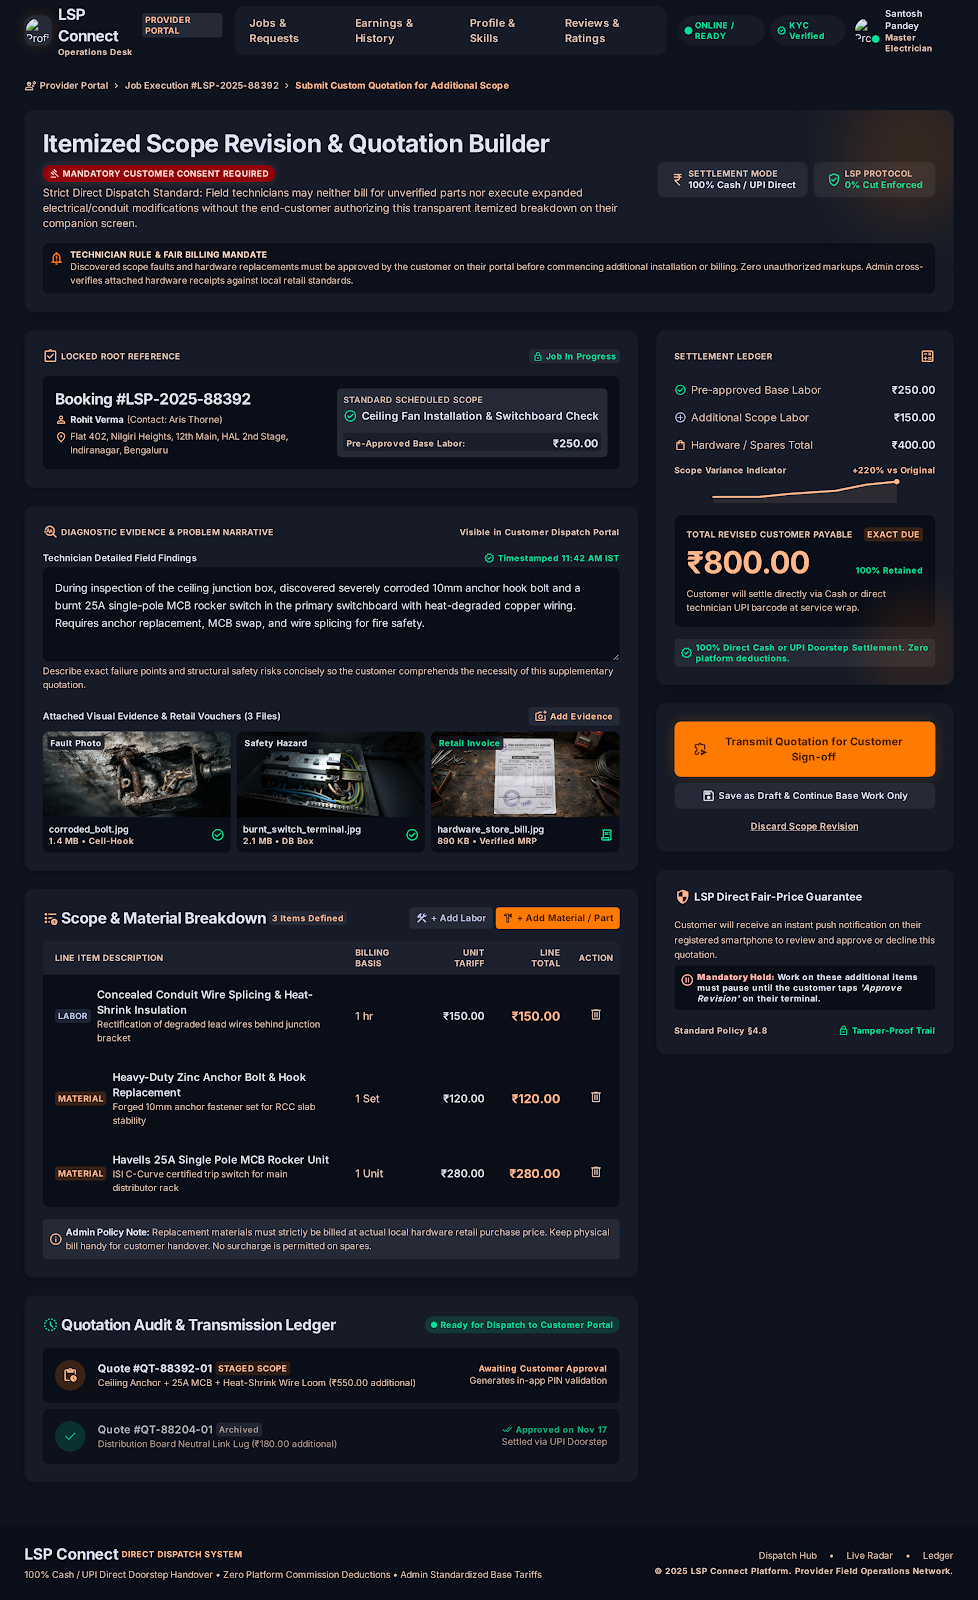 LSP Connect
Operations Desk
PROVIDER PORTAL
Jobs & Requests
Earnings & History
Profile & Skills
Reviews & Ratings
ONLINE / READY
KYC Verified
Santosh Pandey
Master Electrician
Provider Portal › Job Execution #LSP-2025-88392 › Submit Custom Quotation for Additional Scope
Itemized Scope Revision & Quotation Builder
MANDATORY CUSTOMER CONSENT REQUIRED
Strict Direct Dispatch Standard: Field technicians may neither bill for unverified parts nor execute expanded
electrical/conduit modifications without the end-customer authorizing this transparent itemized breakdown on their
companion screen.
SETTLEMENT MODE
100% Cash / UPI Direct
LSP PROTOCOL
0% Cut Enforced
TECHNICIAN RULE & FAIR BILLING MANDATE
Discovered scope faults and hardware replacements must be approved by the customer on their portal before commencing additional installation or billing. Zero unauthorized markups. Admin cross-
verifies attached hardware receipts against local retail standards.
LOCKED ROOT REFERENCE
Job In Progress
Booking #LSP-2025-88392
Rohit Verma (Contact: Aris Thorne)
Flat 402, Nilgiri Heights, 12th Main, HAL 2nd Stage,
Indiranagar, Bengaluru
STANDARD SCHEDULED SCOPE
Ceiling Fan Installation & Switchboard Check
Pre-Approved Base Labor: ₹250.00
DIAGNOSTIC EVIDENCE & PROBLEM NARRATIVE
Visible in Customer Dispatch Portal
Technician Detailed Field Findings
Timestamped 11:42 AM IST
During inspection of the ceiling junction box, discovered severely corroded 10mm anchor hook bolt and a
burnt 25A single-pole MCB rocker switch in the primary switchboard with heat-degraded copper wiring.
Requires anchor replacement, MCB swap, and wire splicing for fire safety.
Describe exact failure points and structural safety risks concisely so the customer comprehends the necessity of this supplementary
quotation.
Attached Visual Evidence & Retail Vouchers (3 Files)
Add Evidence
Fault Photo
corroded_bolt.jpg
1.4 MB • Ceil-Hook
Safety Hazard
burnt_switch_terminal.jpg
2.1 MB • DB Box
Retail Invoice
hardware_store_bill.jpg
890 KB • Verified MRP
Scope & Material Breakdown
3 Items Defined
+ Add Labor
+ Add Material / Part
LINE ITEM DESCRIPTION
BILLING BASIS
UNIT TARIFF
LINE TOTAL
ACTION
LABOR
Concealed Conduit Wire Splicing & Heat-
Shrink Insulation
Rectification of degraded lead wires behind junction
bracket
1 hr
₹150.00
₹150.00
MATERIAL
Heavy-Duty Zinc Anchor Bolt & Hook
Replacement
Forged 10mm anchor fastener set for RCC slab
stability
1 Set
₹120.00
₹120.00
MATERIAL
Havells 25A Single Pole MCB Rocker Unit
ISI C-Curve certified trip switch for main
distributor rack
1 Unit
₹280.00
₹280.00
Admin Policy Note: Replacement materials must strictly be billed at actual local hardware retail purchase price. Keep physical
bill handy for customer handover. No surcharge is permitted on spares.
Quotation Audit & Transmission Ledger
Ready for Dispatch to Customer Portal
Quote #QT-88392-01 STAGED SCOPE
Ceiling Anchor + 25A MCB + Heat-Shrink Wire Loom (₹550.00 additional)
Awaiting Customer Approval
Generates in-app PIN validation
Quote #QT-88204-01 Archived
Distribution Board Neutral Link Lug (₹180.00 additional)
Approved on Nov 17
Settled via UPI Doorstep
SETTLEMENT LEDGER
Pre-approved Base Labor ₹250.00
Additional Scope Labor ₹150.00
Hardware / Spares Total ₹400.00
Scope Variance Indicator +220% vs Original
TOTAL REVISED CUSTOMER PAYABLE
EXACT DUE
₹800.00
100% Retained
Customer will settle directly via Cash or direct
technician UPI barcode at service wrap.
100% Direct Cash or UPI Doorstep Settlement. Zero
platform deductions.
Transmit Quotation for Customer
Sign-off
Save as Draft & Continue Base Work Only
Discard Scope Revision
LSP Direct Fair-Price Guarantee
Customer will receive an instant push notification on their
registered smartphone to review and approve or decline this
quotation.
Mandatory Hold: Work on these additional items
must pause until the customer taps 'Approve
Revision' on their terminal.
Standard Policy §4.8
Tamper-Proof Trail
LSP Connect DIRECT DISPATCH SYSTEM
100% Cash / UPI Direct Doorstep Handover • Zero Platform Commission Deductions • Admin Standardized Base Tariffs
Dispatch Hub • Live Radar • Ledger
© 2025 LSP Connect Platform. Provider Field Operations Network.